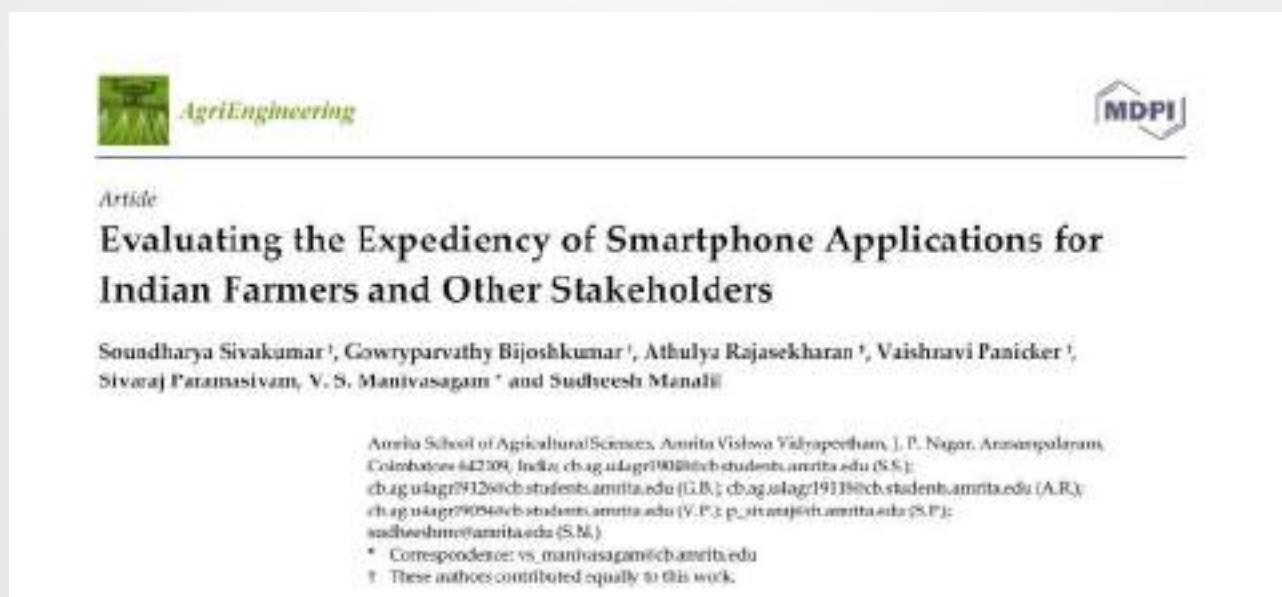 AgriEngineering
MDPI
Article
Evaluating the Expediency of Smartphone Applications for
Indian Farmers and Other Stakeholders
Soundharya Sivakumar †, Gowryparvathy Bijoshkumar †, Athulya Rajasekharan †, Vaishnavi Panicker †,
Sivaraj Paramasivam, V. S. Manivasagam * and Sudheesh Manalil
Amrita School of Agricultural Sciences, Amrita Vishwa Vidyapeetham, J. P. Nagar, Arasampalayam,
Coimbatore 642109, India; (S.S.);
(G.B.); (A.R.);
(V.P.); (S.P.);
(S.M.)
* Correspondence: vs_manivasagam@cb.amrita.edu
† These authors contributed equally to this work.